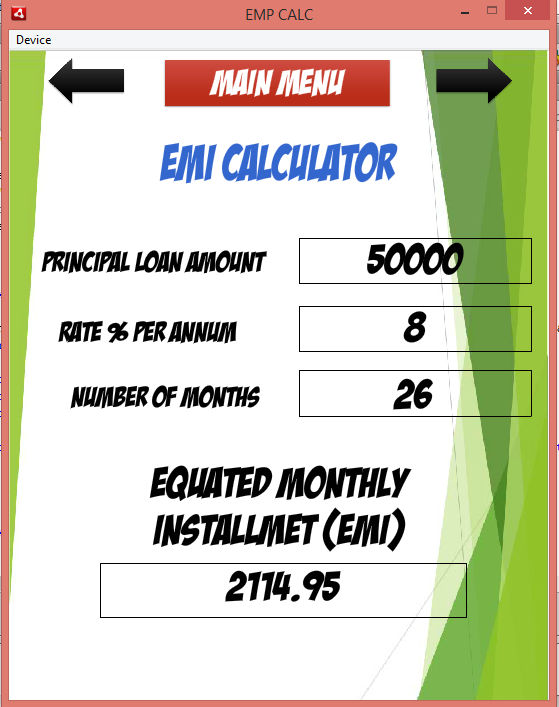 EMP CALC
Device
MAIN MENU
EMI CALCULATOR
PRINCIPAL LOAN AMOUNT 50000
RATE % PER ANNUM 8
NUMBER OF MONTHS 26
EQUATED MONTHLY
INSTALLMET (EMI)
2114.95